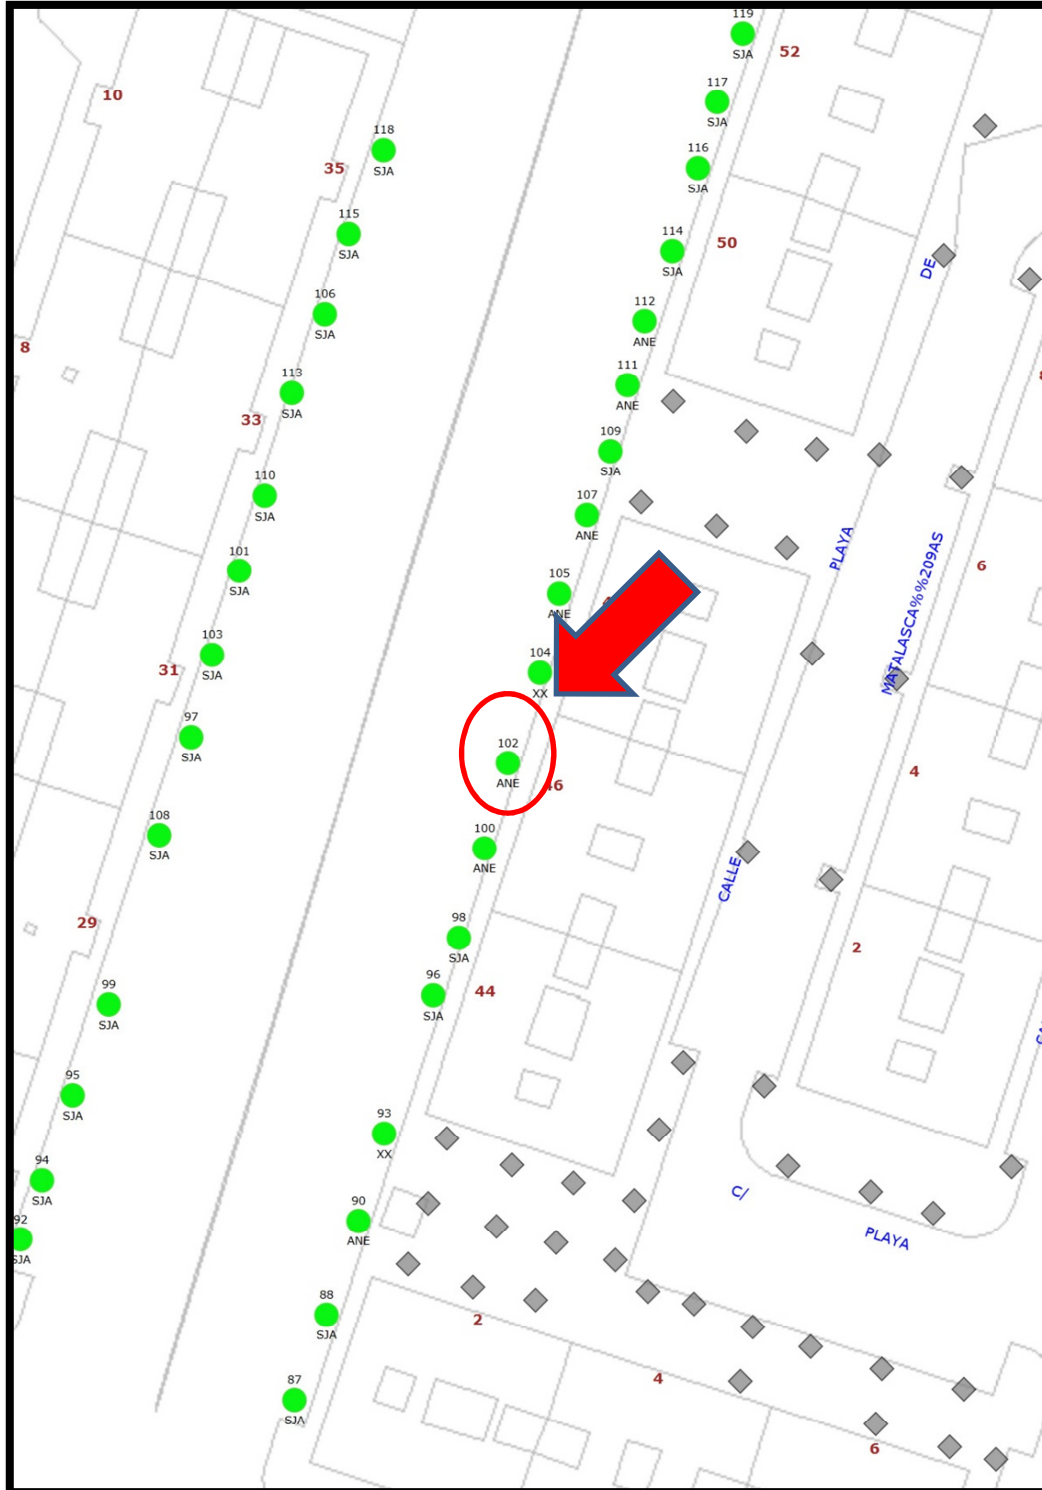 119
SJA
52
117
SJA
10
118
SJA
116
SJA
35
115
SJA
50
114
SJA
DE
106
SJA
112
ANE
8
113
SJA
111
ANE
33
109
SJA
110
SJA
107
ANE
PLAYA
MATALASCA%%209AS
6
101
SJA
105
ANE
103
SJA
104
XX
31
97
SJA
102
ANE
46
4
108
SJA
100
ANE
CALLE
29
98
SJA
2
96
SJA
44
99
SJA
95
SJA
93
XX
94
SJA
C/
PLAYA
92
SJA
90
ANE
88
SJA
2
4
87
SJA
6